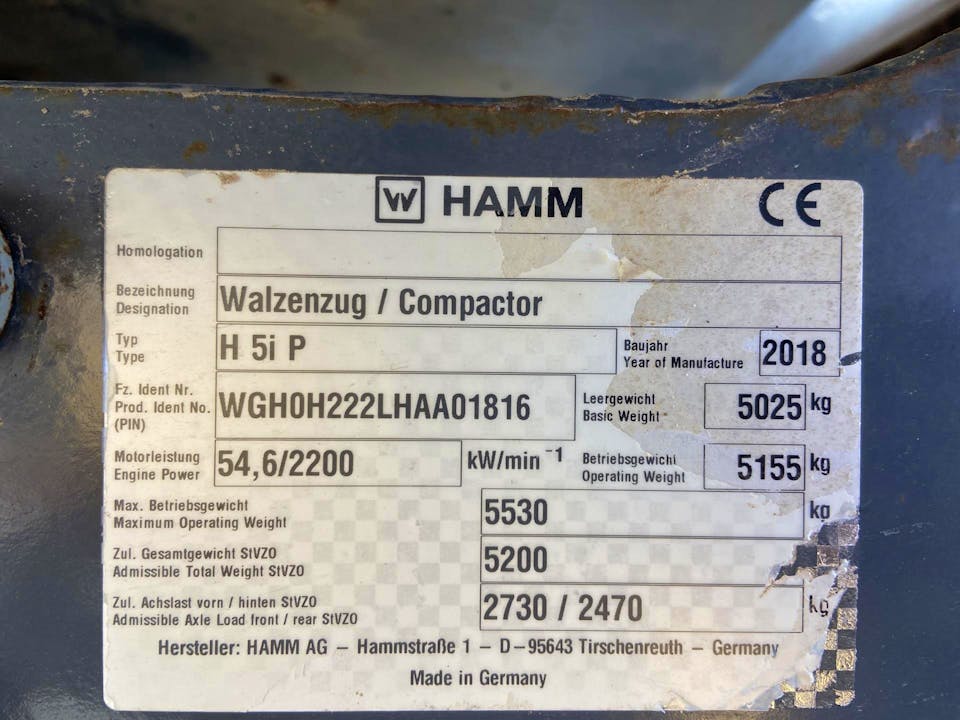 W HAMM CE
Homologation
Bezeichnung
Designation
Walzenzug / Compactor
Typ
Type
H 5i P
Baujahr
Year of Manufacture
2018
Fz. Ident Nr.
Prod. Ident No.
(PIN)
WGH0H222LHAA01816
Leergewicht
Basic Weight
5025 kg
Motorleistung
Engine Power
54,6/2200 kW/min ⁻¹
Betriebsgewicht
Operating Weight
5155 kg
Max. Betriebsgewicht
Maximum Operating Weight
5530 kg
Zul. Gesamtgewicht StVZO
Admissible Total Weight StVZO
5200
Zul. Achslast vorn / hinten StVZO
Admissible Axle Load front / rear StVZO
2730 / 2470 kg
Hersteller: HAMM AG – Hammstraße 1 – D–95643 Tirschenreuth – Germany
Made in Germany